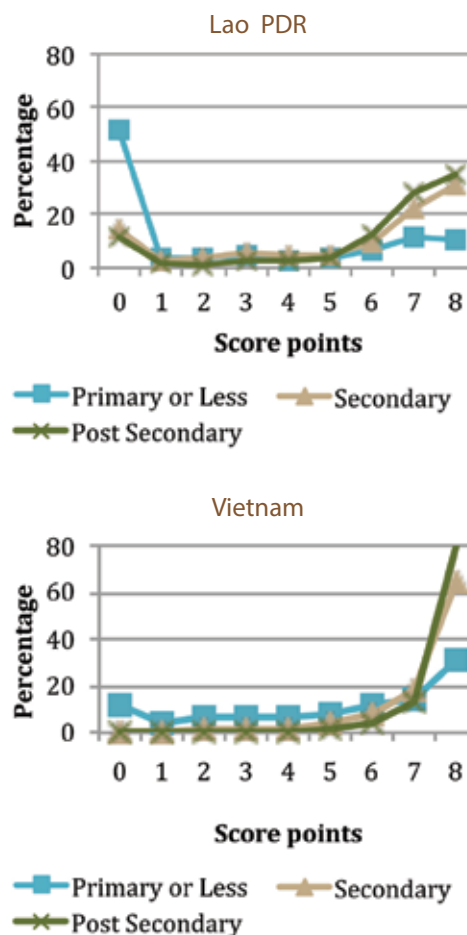 Lao PDR
80
60
40
20
0
Percentage
0 1 2 3 4 5 6 7 8
Score points
Primary or Less Secondary
Post Secondary
Vietnam
80
60
40
20
0
Percentage
0 1 2 3 4 5 6 7 8
Score points
Primary or Less Secondary
Post Secondary